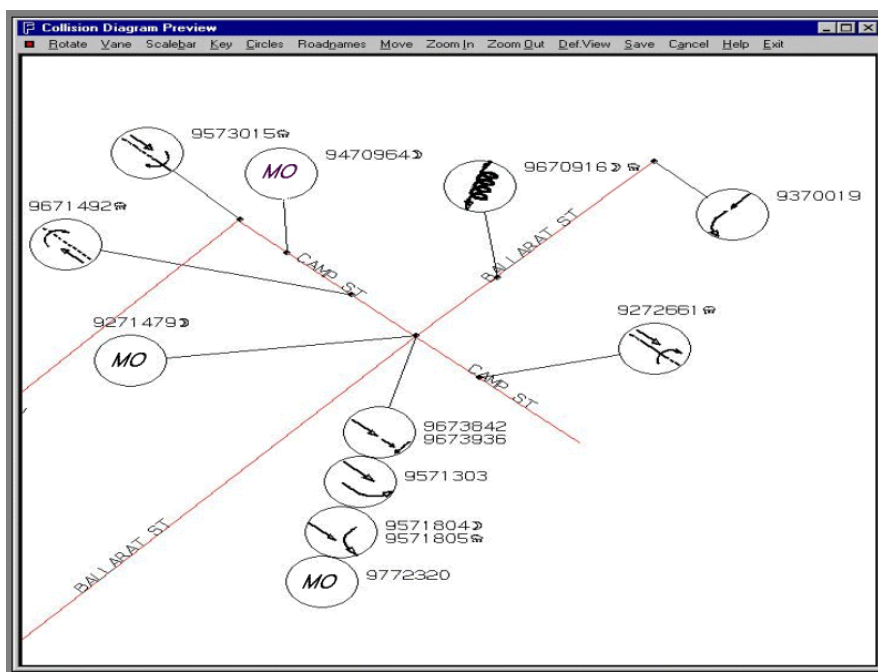 Collision Diagram Preview
Rotate Vane Scalebar Key Circles Roadnames Move Zoom In Zoom Out Def.View Save Cancel Help Exit
9573015
9470964
MO
9670916
9370019
9671492
BALLARAT ST
CAMP ST
9271479
MO
9272661
CAMP ST
9673842
9673936
9571303
9571804
9571805
BALLARAT ST
MO
9772320